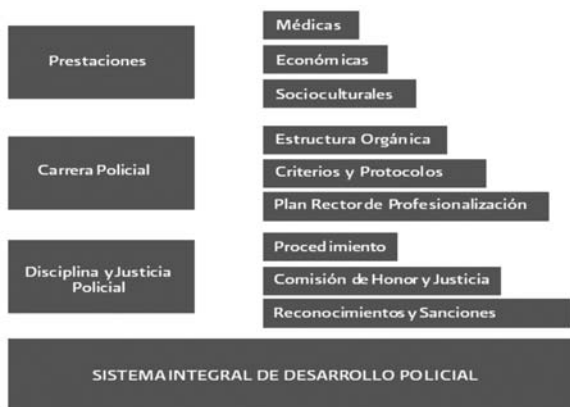 Prestaciones
Médicas
Económicas
Socioculturales
Carrera Policial
Estructura Orgánica
Criterios y Protocolos
Plan Rector de Profesionalización
Disciplina y Justicia
Policial
Procedimiento
Comisión de Honor y Justicia
Reconocimientos y Sanciones
SISTEMA INTEGRAL DE DESARROLLO POLICIAL